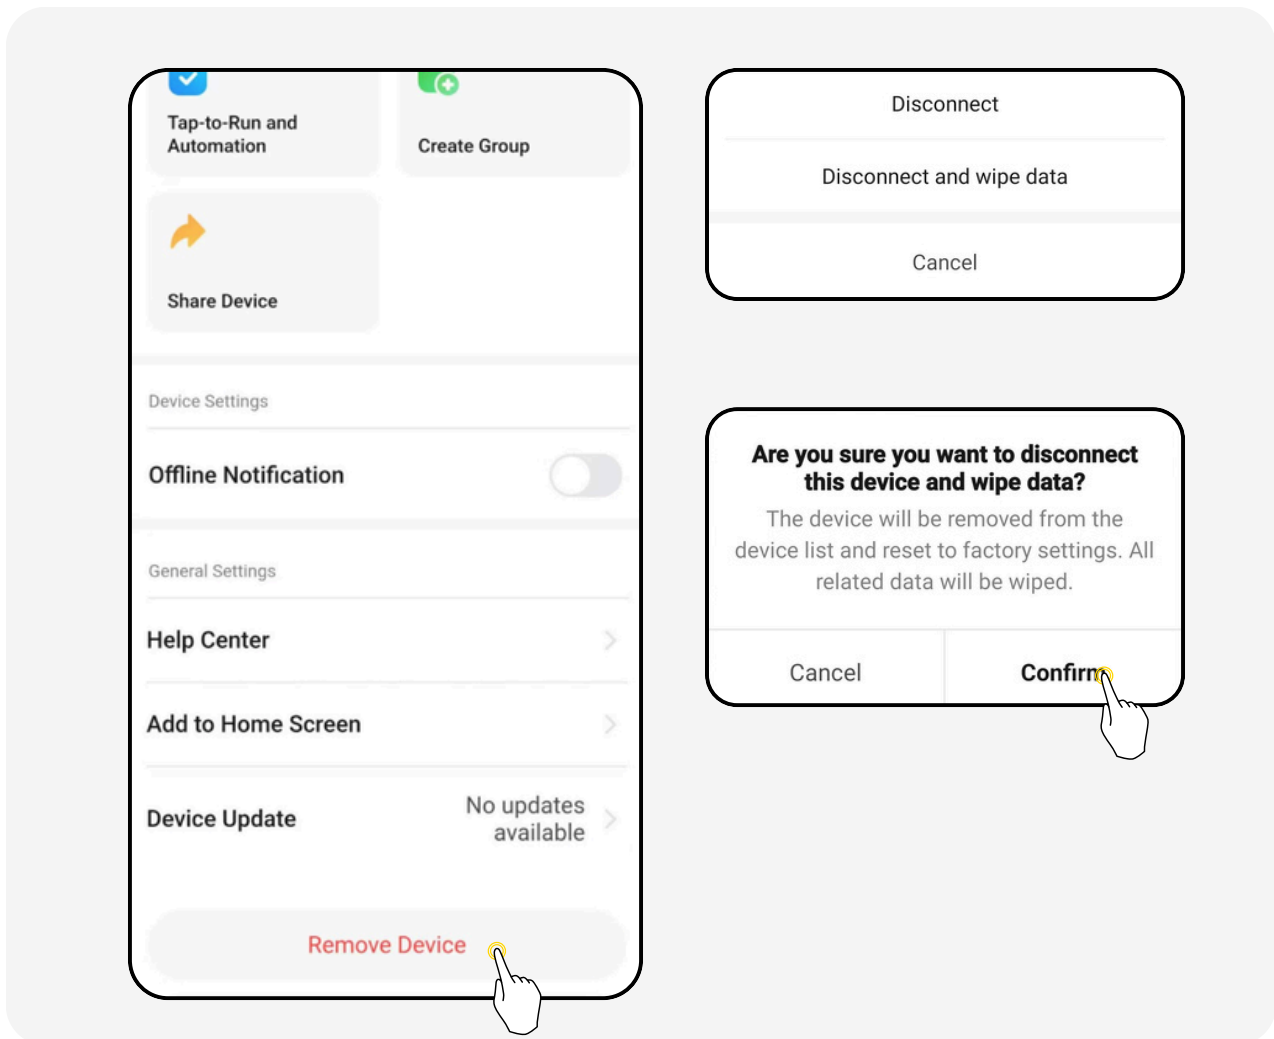 Tap-to-Run and
Automation
Create Group
Share Device
Device Settings
Offline Notification
General Settings
Help Center
Add to Home Screen
Device Update
No updates
available
Remove Device
Disconnect
Disconnect and wipe data
Cancel
Are you sure you want to disconnect
this device and wipe data?
The device will be removed from the
device list and reset to factory settings. All
related data will be wiped.
Cancel
Confirm